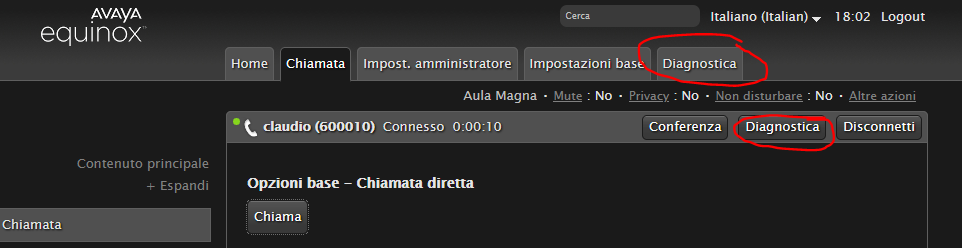 AVAYA
equinox™
Cerca
Italiano (Italian) 18:02 Logout
Home Chiamata Impost. amministratore Impostazioni base Diagnostica
Aula Magna • Mute : No • Privacy : No • Non disturbare : No • Altre azioni
claudio (600010) Connesso 0:00:10 Conferenza Diagnostica Disconnetti
Contenuto principale
+ Espandi
Chiamata
Opzioni base - Chiamata diretta
Chiama